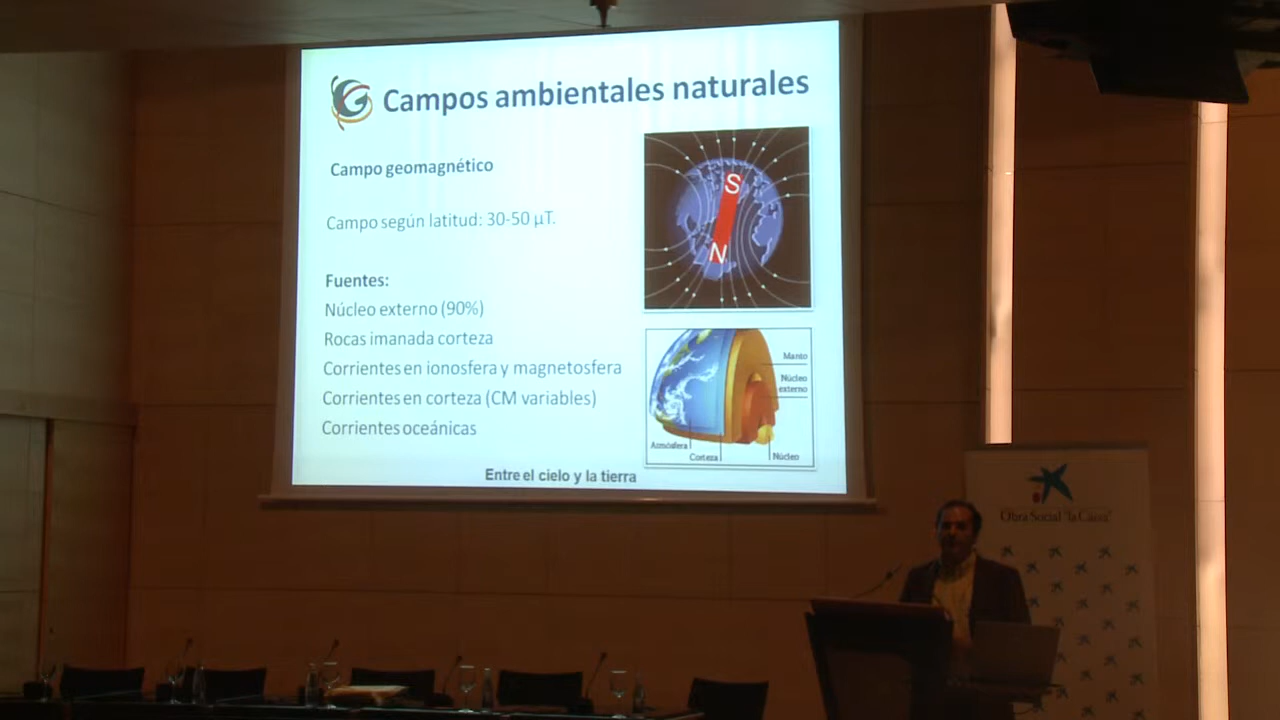 Campos ambientales naturales
Campo geomagnético
Campo según latitud: 30-50 µT.
Fuentes:
Núcleo externo (90%)
Rocas imanada corteza
Corrientes en ionosfera y magnetosfera
Corrientes en corteza (CM variables)
Corrientes oceánicas
S
N
Manto
Núcleo
externo
Atmósfera
Corteza
Núcleo
Entre el cielo y la tierra
Obra Social "la Caixa"